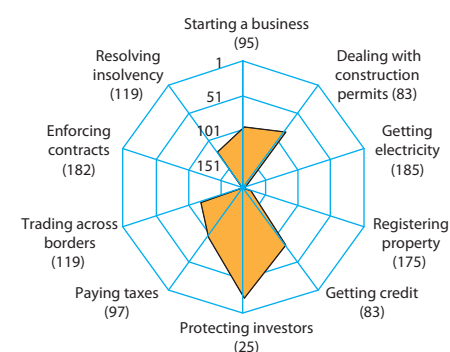 Starting a business
(95)
Dealing with
construction
permits (83)
Getting
electricity
(185)
Registering
property
(175)
Getting credit
(83)
Protecting investors
(25)
Paying taxes
(97)
Trading across
borders
(119)
Enforcing
contracts
(182)
Resolving
insolvency
(119)
1
51
101
151